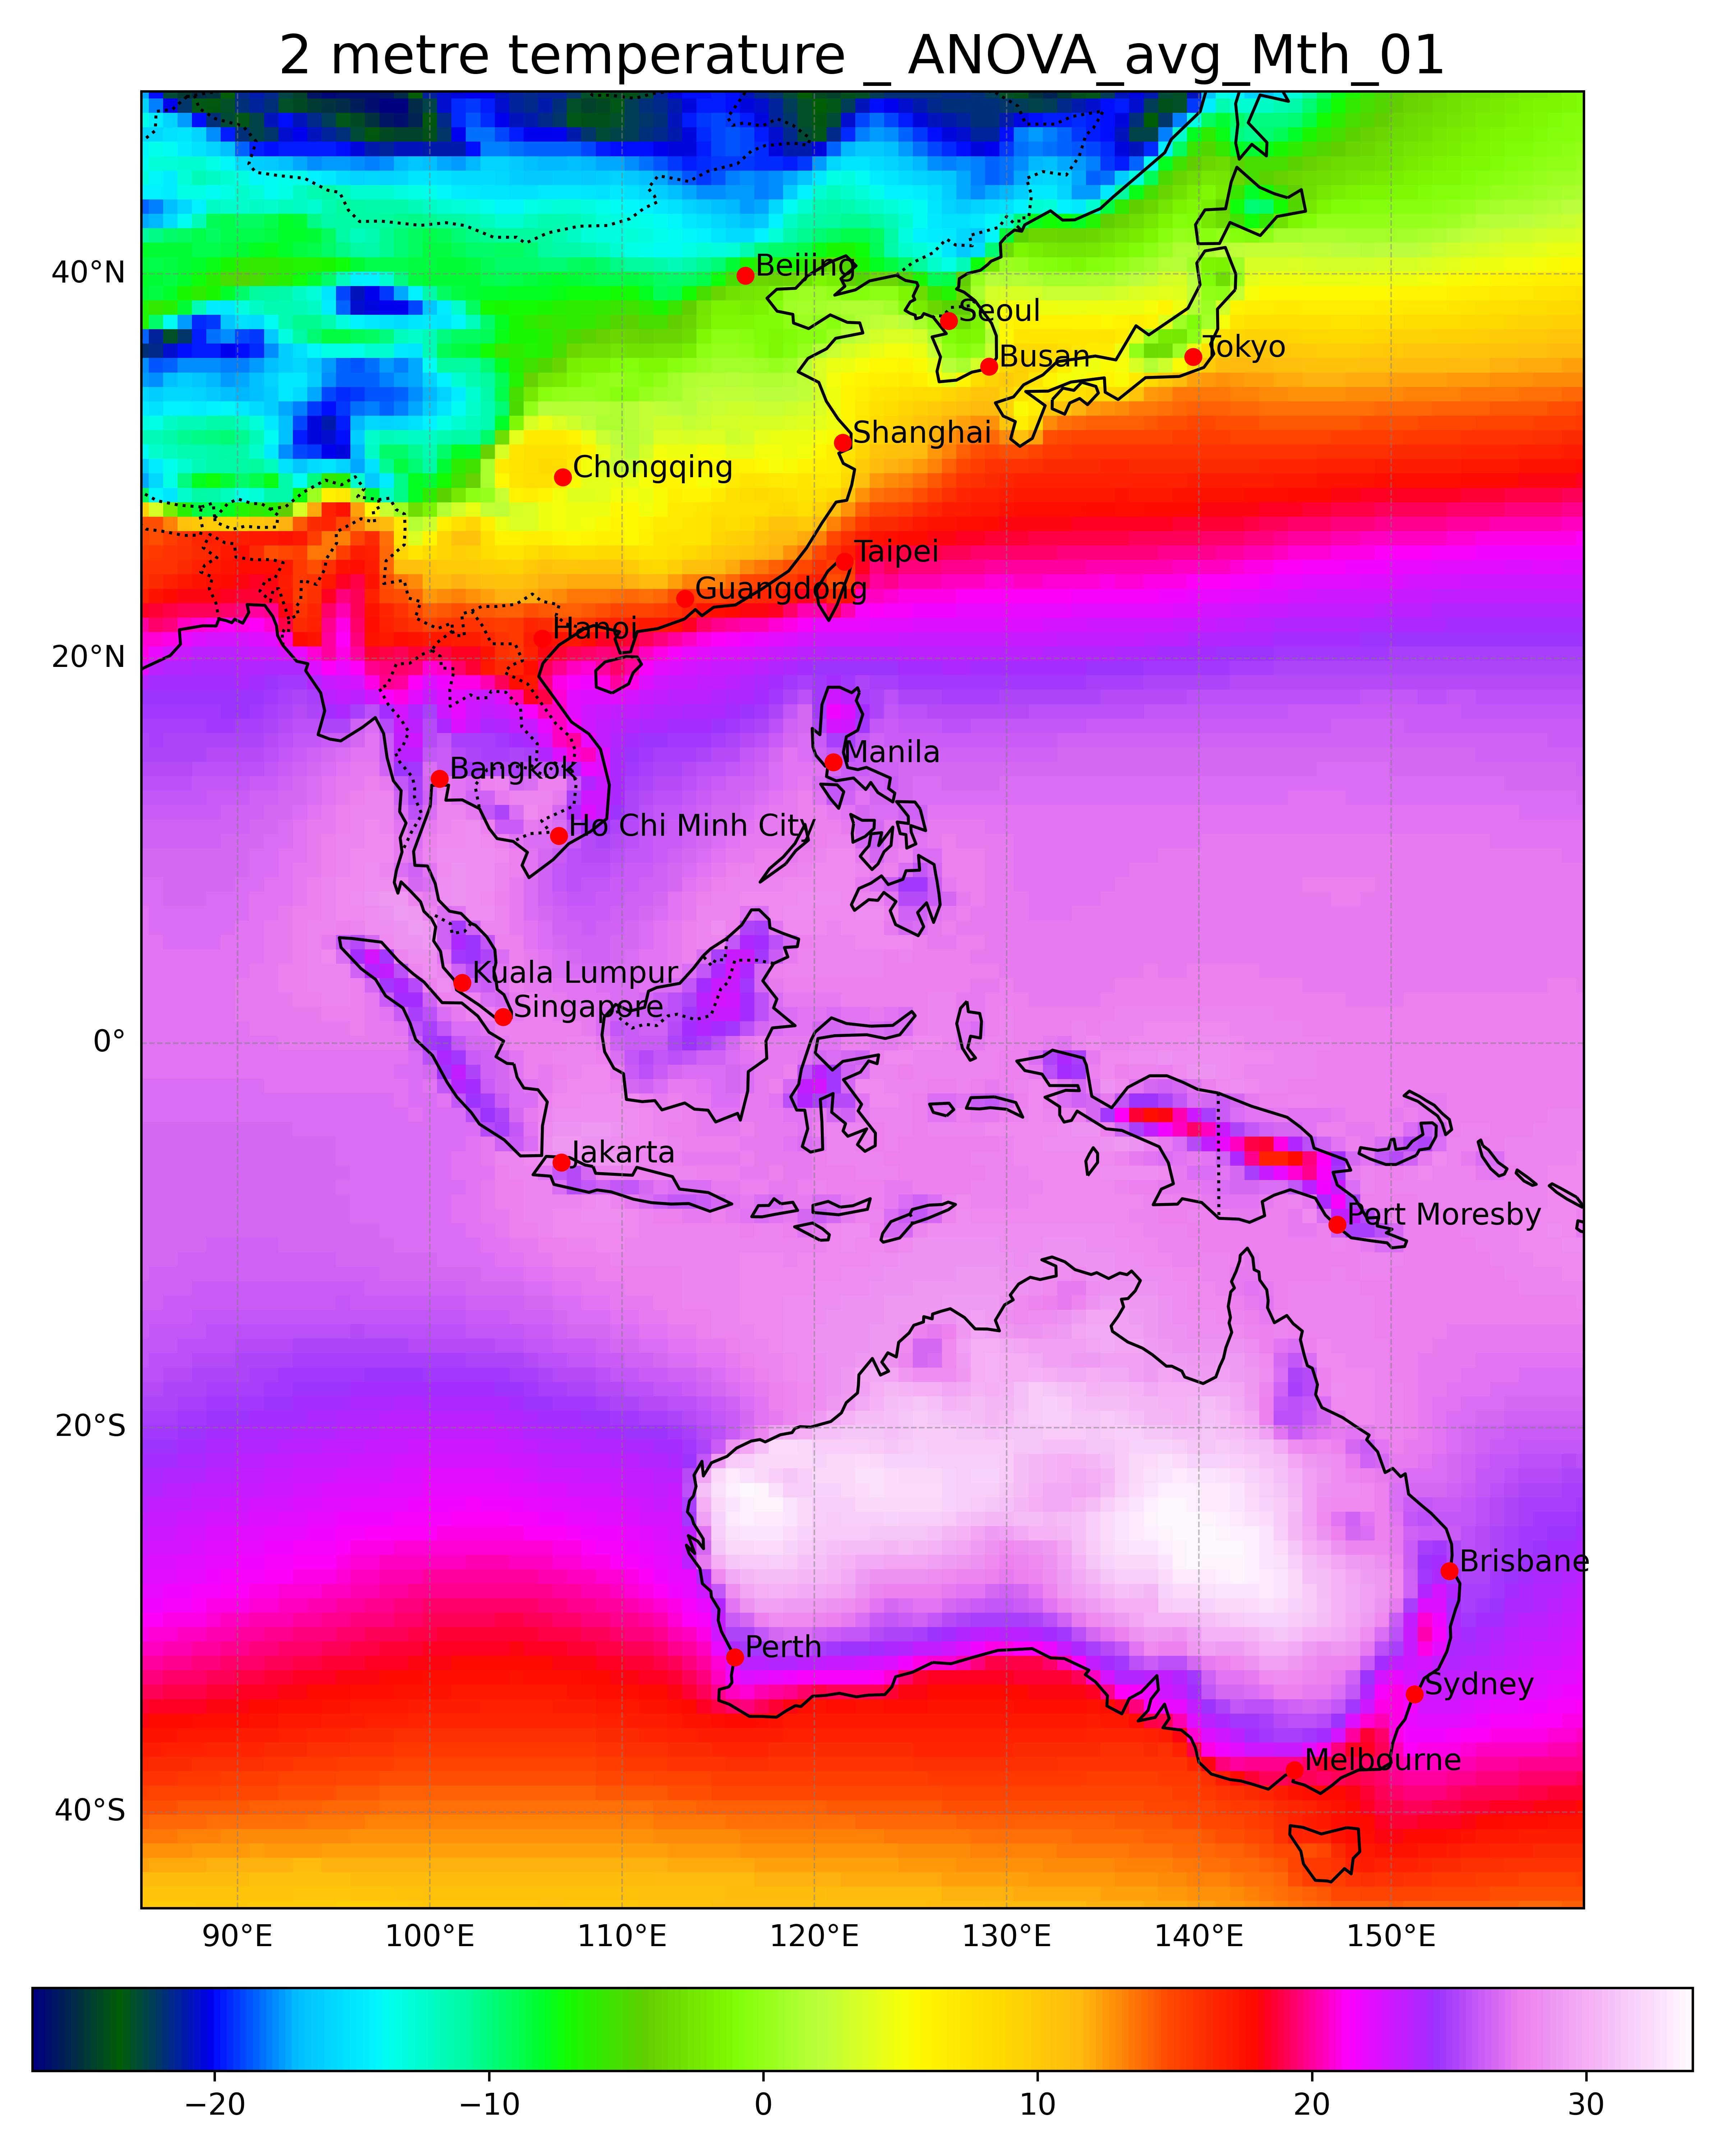 2 metre temperature _ ANOVA_avg_Mth_01
40°N
20°N
0°
20°S
40°S
Beijing
Seoul
Tokyo
Busan
Shanghai
Chongqing
Taipei
Guangdong
Hanoi
Manila
Bangkok
Ho Chi Minh City
Kuala Lumpur
Singapore
Jakarta
Port Moresby
Brisbane
Perth
Sydney
Melbourne
90°E 100°E 110°E 120°E 130°E 140°E 150°E
−20 −10 0 10 20 30